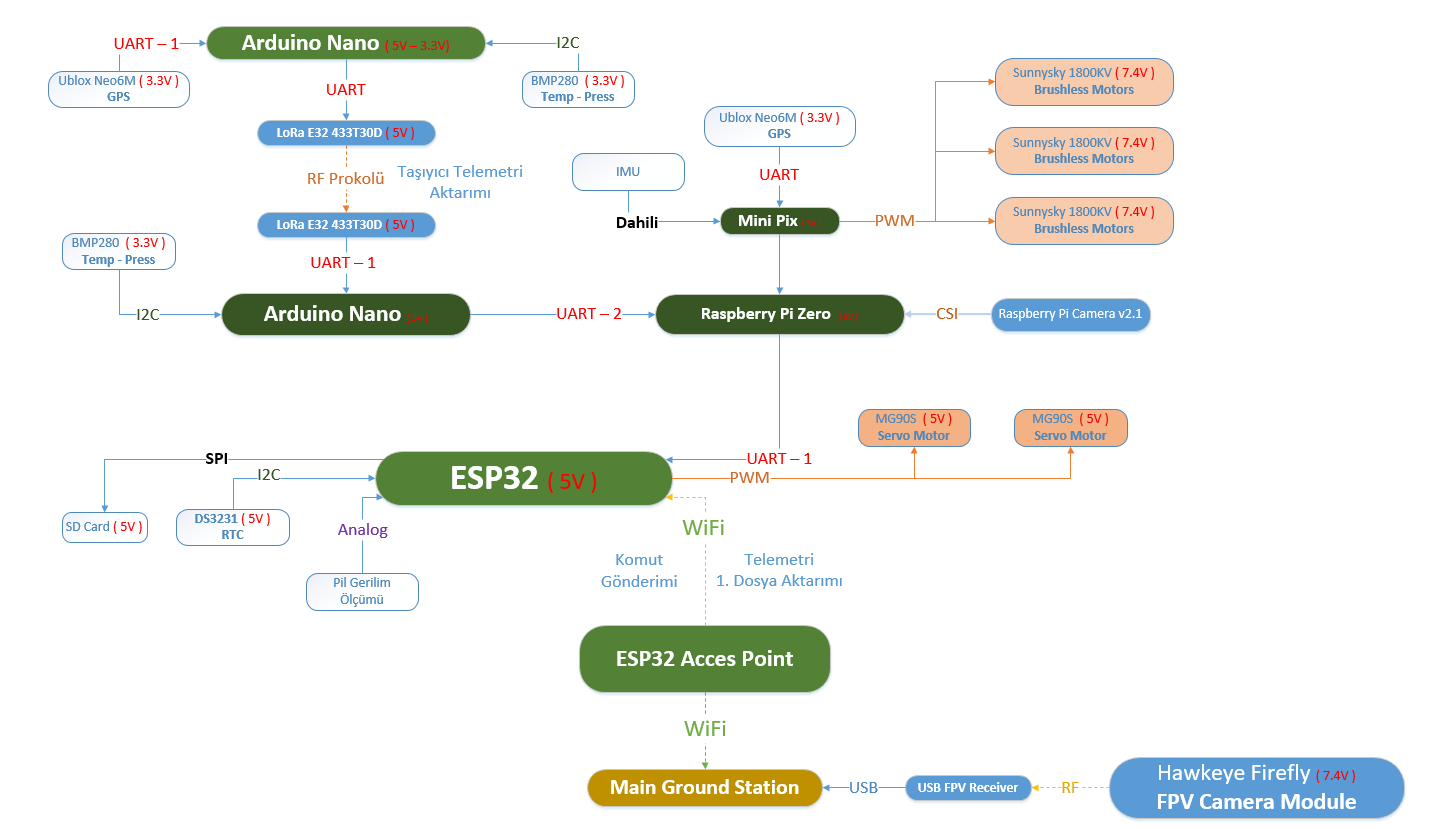 Arduino Nano ( 5V – 3.3V)
UART – 1
I2C
Ublox Neo6M ( 3.3V )
GPS
BMP280 ( 3.3V )
Temp - Press
UART
LoRa E32 433T30D ( 5V )
RF Prokolü
Taşıyıcı Telemetri
Aktarımı
LoRa E32 433T30D ( 5V )
UART – 1
BMP280 ( 3.3V )
Temp - Press
I2C
Arduino Nano
UART – 2
Ublox Neo6M ( 3.3V )
GPS
UART
IMU
Dahili
Mini Pix
PWM
Sunnysky 1800KV ( 7.4V )
Brushless Motors
Sunnysky 1800KV ( 7.4V )
Brushless Motors
Sunnysky 1800KV ( 7.4V )
Brushless Motors
Raspberry Pi Zero
CSI
Raspberry Pi Camera v2.1
MG90S ( 5V )
Servo Motor
MG90S ( 5V )
Servo Motor
UART – 1
PWM
ESP32 ( 5V )
SPI
I2C
SD Card ( 5V )
DS3231 ( 5V )
RTC
Analog
Pil Gerilim
Ölçümü
WiFi
Komut
Gönderimi
Telemetri
1. Dosya Aktarımı
ESP32 Acces Point
WiFi
Main Ground Station
USB
USB FPV Receiver
RF
Hawkeye Firefly ( 7.4V )
FPV Camera Module